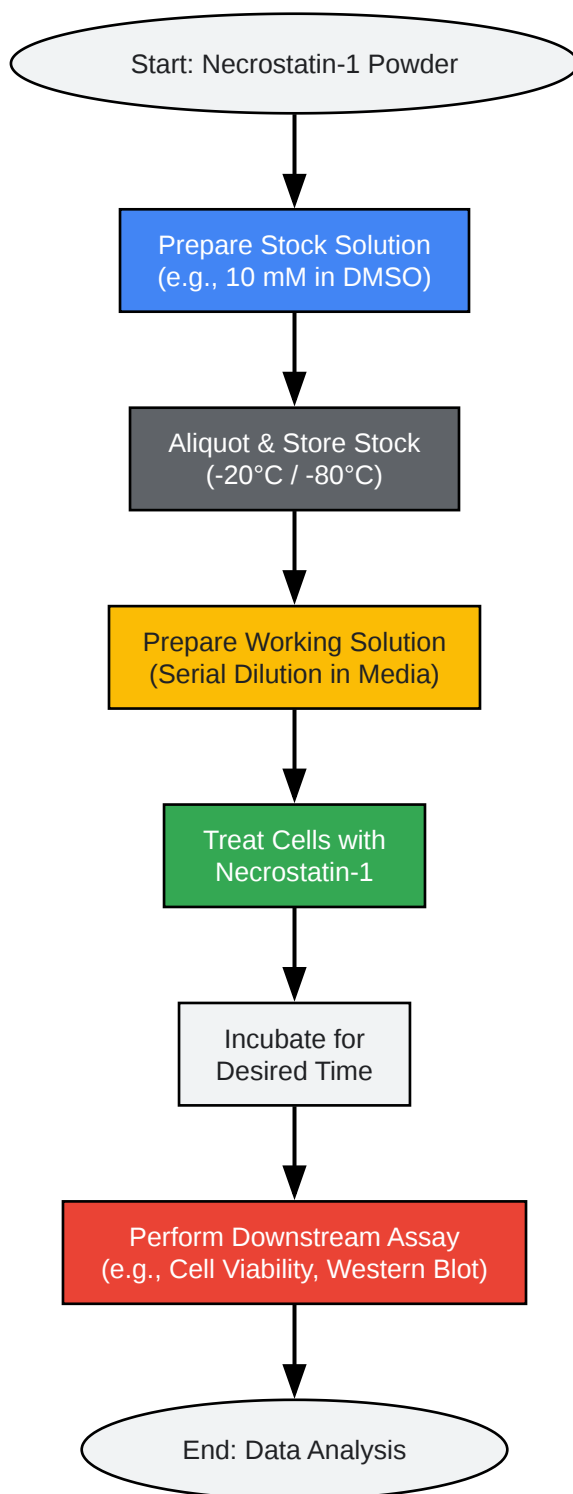 Start: Necrostatin-1 Powder
Prepare Stock Solution
(e.g., 10 mM in DMSO)
Aliquot & Store Stock
(-20°C / -80°C)
Prepare Working Solution
(Serial Dilution in Media)
Treat Cells with
Necrostatin-1
Incubate for
Desired Time
Perform Downstream Assay
(e.g., Cell Viability, Western Blot)
End: Data Analysis